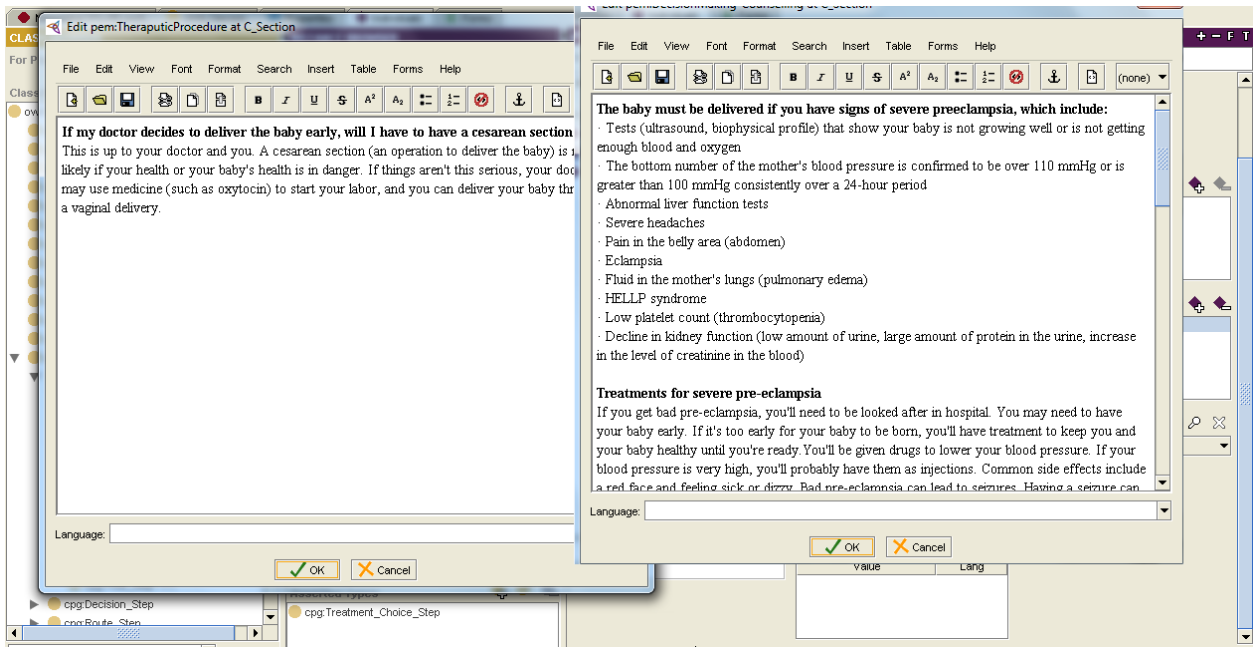 Edit pem:TheraputicProcedure at C_Section
File Edit View Font Format Search Insert Table Forms Help
If my doctor decides to deliver the baby early, will I have to have a cesarean section
This is up to your doctor and you. A cesarean section (an operation to deliver the baby) is
likely if your health or your baby's health is in danger. If things aren't this serious, your
may use medicine (such as oxytocin) to start your labor, and you can deliver your baby
a vaginal delivery.
Language:
OK Cancel
Edit pem:DecisionMaking Counselling at C_Section
File Edit View Font Format Search Insert Table Forms Help
(none)
The baby must be delivered if you have signs of severe preeclampsia, which include:
· Tests (ultrasound, biophysical profile) that show your baby is not growing well or is not getting
enough blood and oxygen
· The bottom number of the mother's blood pressure is confirmed to be over 110 mmHg or is
greater than 100 mmHg consistently over a 24-hour period
· Abnormal liver function tests
· Severe headaches
· Pain in the belly area (abdomen)
· Eclampsia
· Fluid in the mother's lungs (pulmonary edema)
· HELLP syndrome
· Low platelet count (thrombocytopenia)
· Decline in kidney function (low amount of urine, large amount of protein in the urine, increase
in the level of creatinine in the blood)
Treatments for severe pre-eclampsia
If you get bad pre-eclampsia, you'll need to be looked after in hospital. You may need to have
your baby early. If it's too early for your baby to be born, you'll have treatment to keep you and
your baby healthy until you're ready.You'll be given drugs to lower your blood pressure. If your
blood pressure is very high, you'll probably have them as injections. Common side effects include
a red face and feeling sick or dizzy. Bad pre-eclampsia can lead to seizures. Having a seizure can
Language:
OK Cancel
Value Lang
For P
Class
cpg:Decision_Step
cpg:Route_Step
Asserted Types
cpg:Treatment_Choice_Step
F T